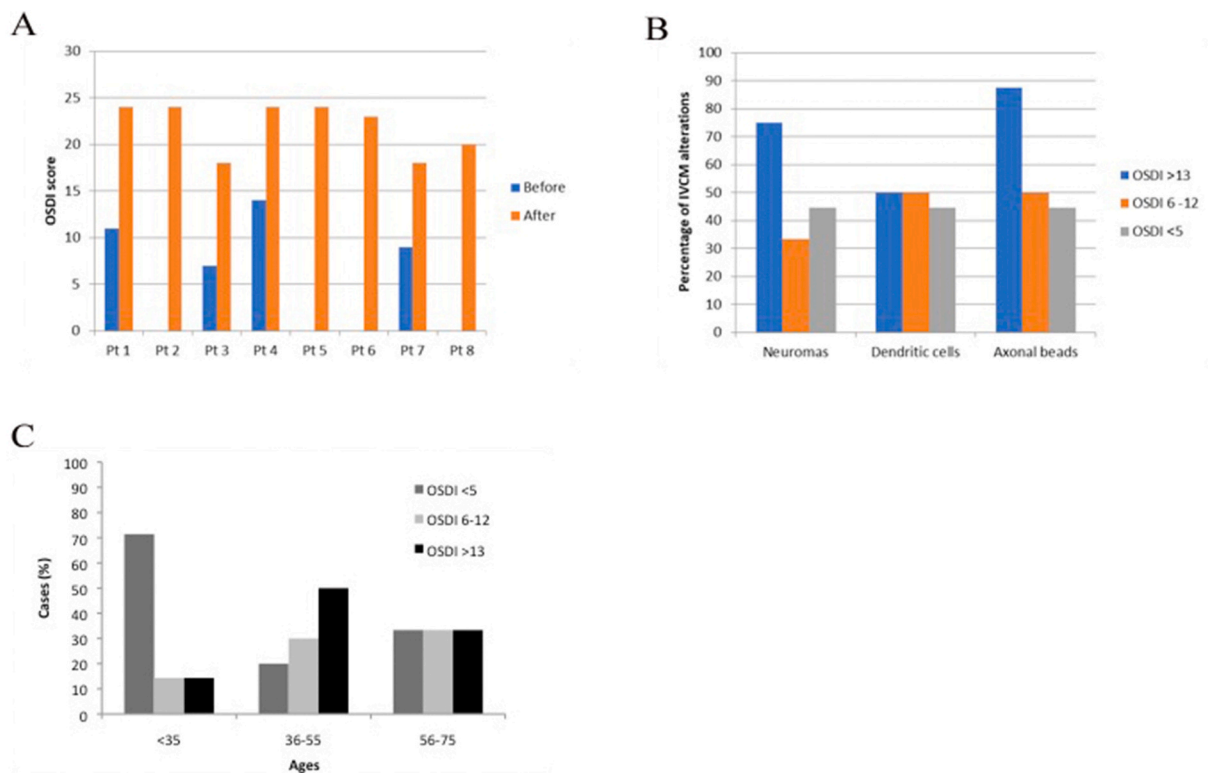 A
30
25
20
15
10
5
0
OSDI score
Pt 1 Pt 2 Pt 3 Pt 4 Pt 5 Pt 6 Pt 7 Pt 8
Before
After
B
100
90
80
70
60
50
40
30
20
10
0
Percentage of IVCM alterations
Neuromas Dendritic cells Axonal beads
OSDI >13
OSDI 6 -12
OSDI <5
C
100
90
80
70
60
50
40
30
20
10
0
Cases (%)
<35 36-55 56-75
Ages
OSDI <5
OSDI 6-12
OSDI >13